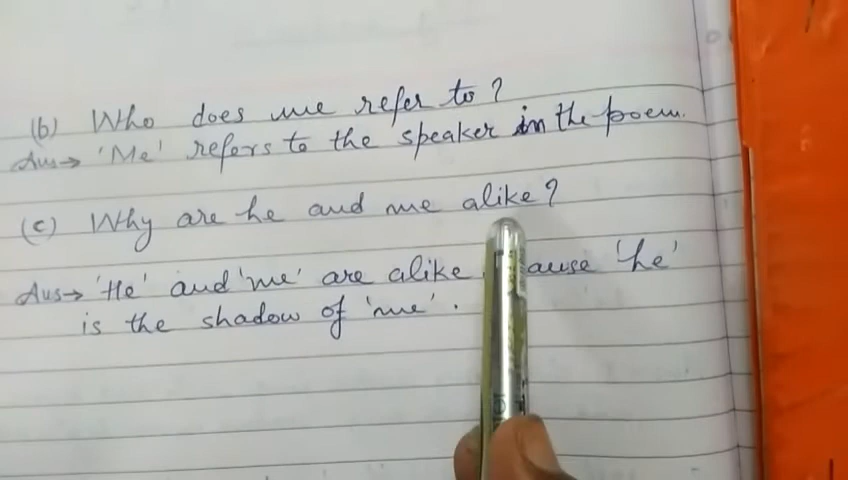 (b) Who does me refer to?
Ans→ 'Me' refers to the speaker in the poem.
(c) Why are he and me alike?
Ans→ 'He' and 'me' are alike ause 'he'
is the shadow of 'me'.